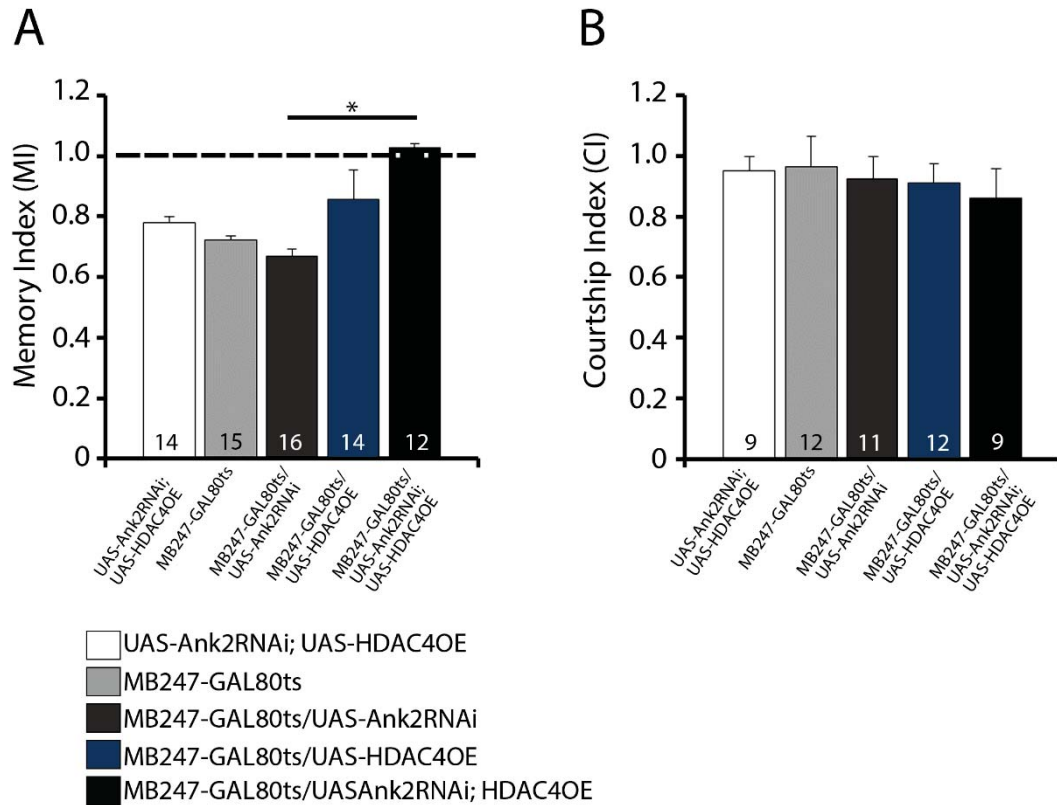 A
Memory Index (MI)
1.2
1.0
0.8
0.6
0.4
0.2
0
*
14
15
16
14
12
UAS-Ank2RNAi;
UAS-HDAC4OE
MB247-GAL80ts
MB247-GAL80ts/
UAS-Ank2RNAi
MB247-GAL80ts/
UAS-HDAC4OE
MB247-GAL80ts/
UAS-Ank2RNAi;
UAS-HDAC4OE
B
Courtship Index (CI)
1.2
1.0
0.8
0.6
0.4
0.2
0
9
12
11
12
9
UAS-Ank2RNAi;
UAS-HDAC4OE
MB247-GAL80ts
MB247-GAL80ts/
UAS-Ank2RNAi
MB247-GAL80ts/
UAS-HDAC4OE
MB247-GAL80ts/
UAS-Ank2RNAi;
UAS-HDAC4OE
UAS-Ank2RNAi; UAS-HDAC4OE
MB247-GAL80ts
MB247-GAL80ts/UAS-Ank2RNAi
MB247-GAL80ts/UAS-HDAC4OE
MB247-GAL80ts/UASAnk2RNAi; HDAC4OE